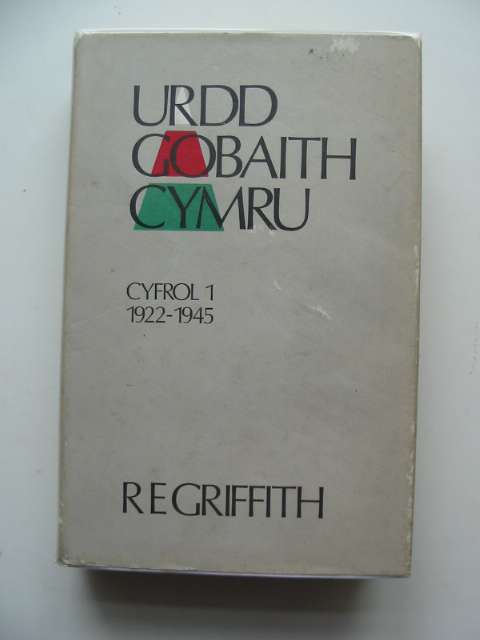 URDD
GOBAITH
CYMRU
CYFROL 1
1922-1945
R E GRIFFITH